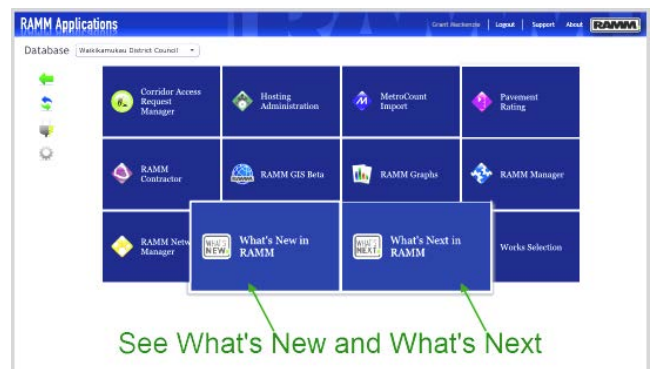 RAMM Applications
Grant Mackenzie | Logout | Support About RAMM
Database Waikikamukau District Council
Corridor Access
Request
Manager
Hosting
Administration
MetroCount
Import
Pavement
Rating
RAMM
Contractor
RAMM GIS Beta
RAMM Graphs
RAMM Manager
RAMM Netw
Manager
WHAT'S
NEW
What's New in
RAMM
WHAT'S
NEXT
What's Next in
RAMM
Works Selection
See What's New and What's Next